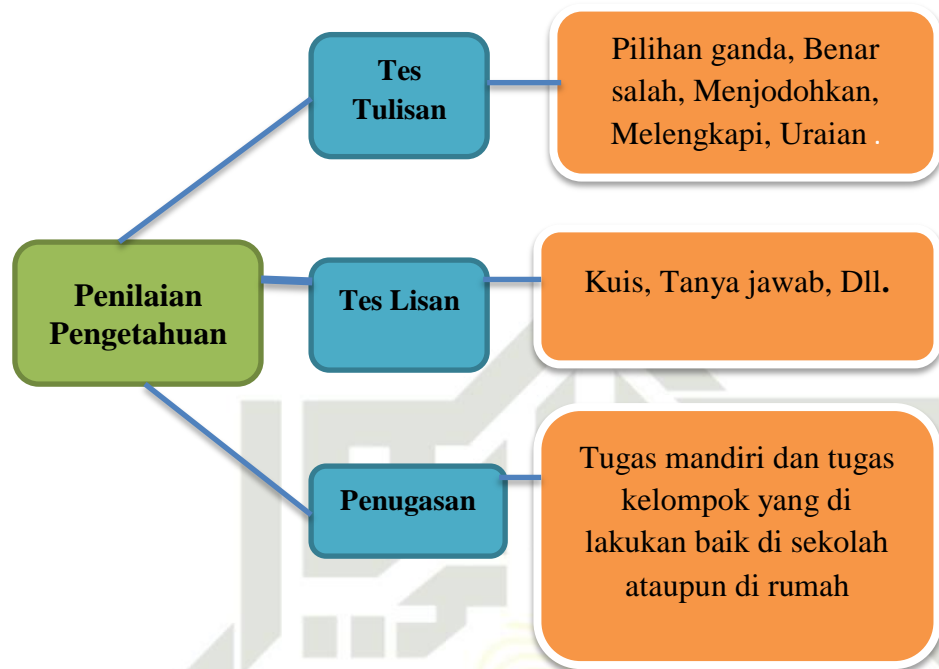 Tes
Tulisan
Pilihan ganda, Benar
salah, Menjodohkan,
Melengkapi, Uraian .
Penilaian
Pengetahuan
Tes Lisan
Kuis, Tanya jawab, Dll.
Penugasan
Tugas mandiri dan tugas
kelompok yang di
lakukan baik di sekolah
ataupun di rumah